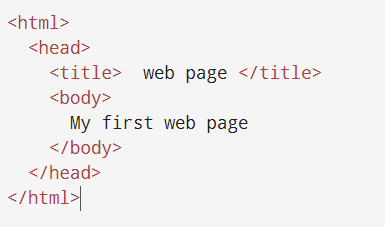 <html>
  <head>
    <title>  web page </title>
    <body>
      My first web page
    </body>
  </head>
</html>